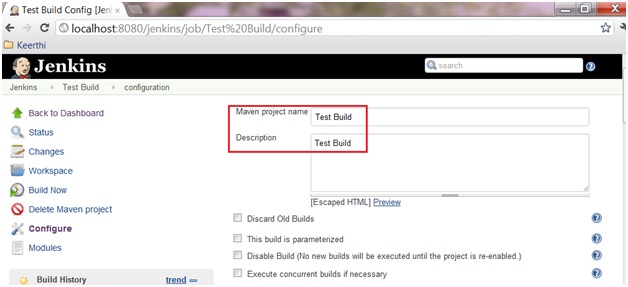 Test Build Config [Jen
localhost:8080/jenkins/job/Test%20Build/configure
Keerthi
Jenkins
search
Jenkins Test Build configuration
Back to Dashboard
Status
Changes
Workspace
Build Now
Delete Maven project
Configure
Modules
Build History trend
Maven project name Test Build
Description Test Build
[Escaped HTML] Preview
Discard Old Builds
This build is parameterized
Disable Build (No new builds will be executed until the project is re-enabled.)
Execute concurrent builds if necessary